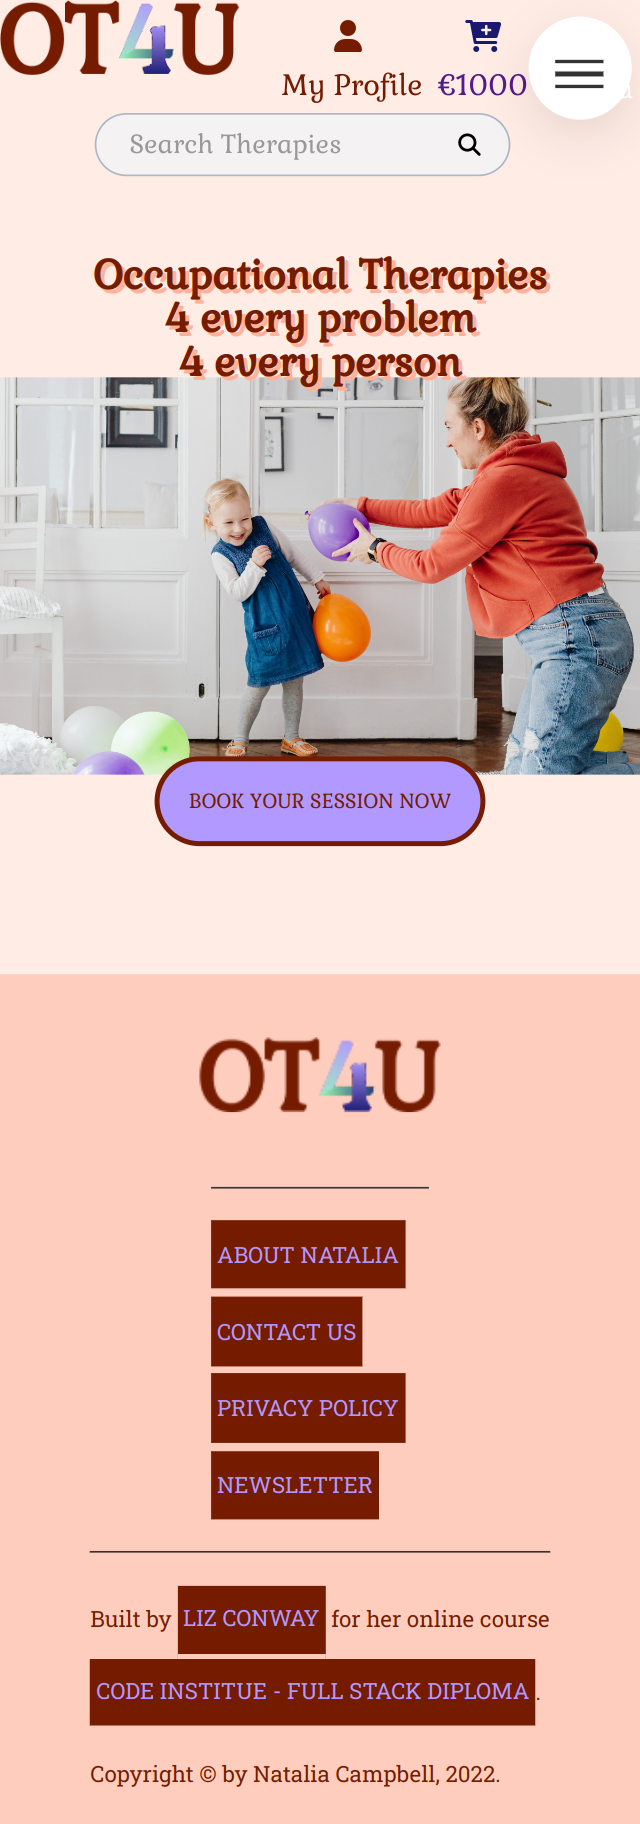 OT4U
My Profile €1000
Search Therapies
Occupational Therapies
4 every problem
4 every person
BOOK YOUR SESSION NOW
OT4U
ABOUT NATALIA
CONTACT US
PRIVACY POLICY
NEWSLETTER
Built by LIZ CONWAY for her online course
CODE INSTITUE - FULL STACK DIPLOMA .
Copyright © by Natalia Campbell, 2022.